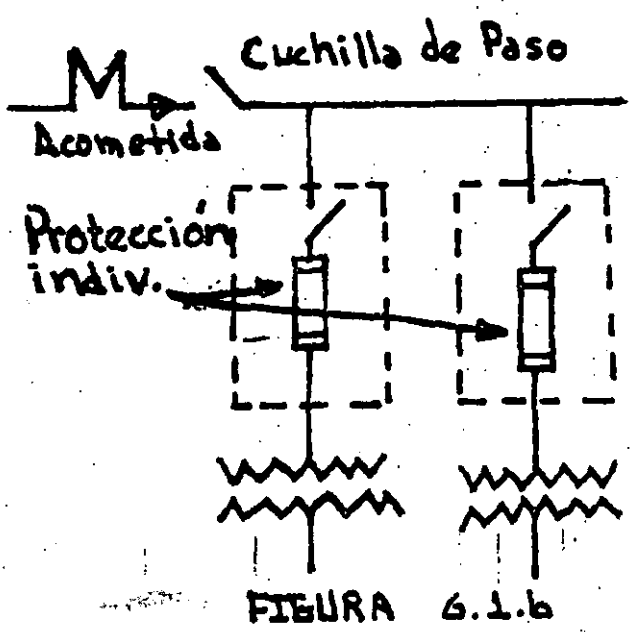 Cuchilla de Paso
M
Acometida
Protección
indiv.
FIGURA 6.1.b